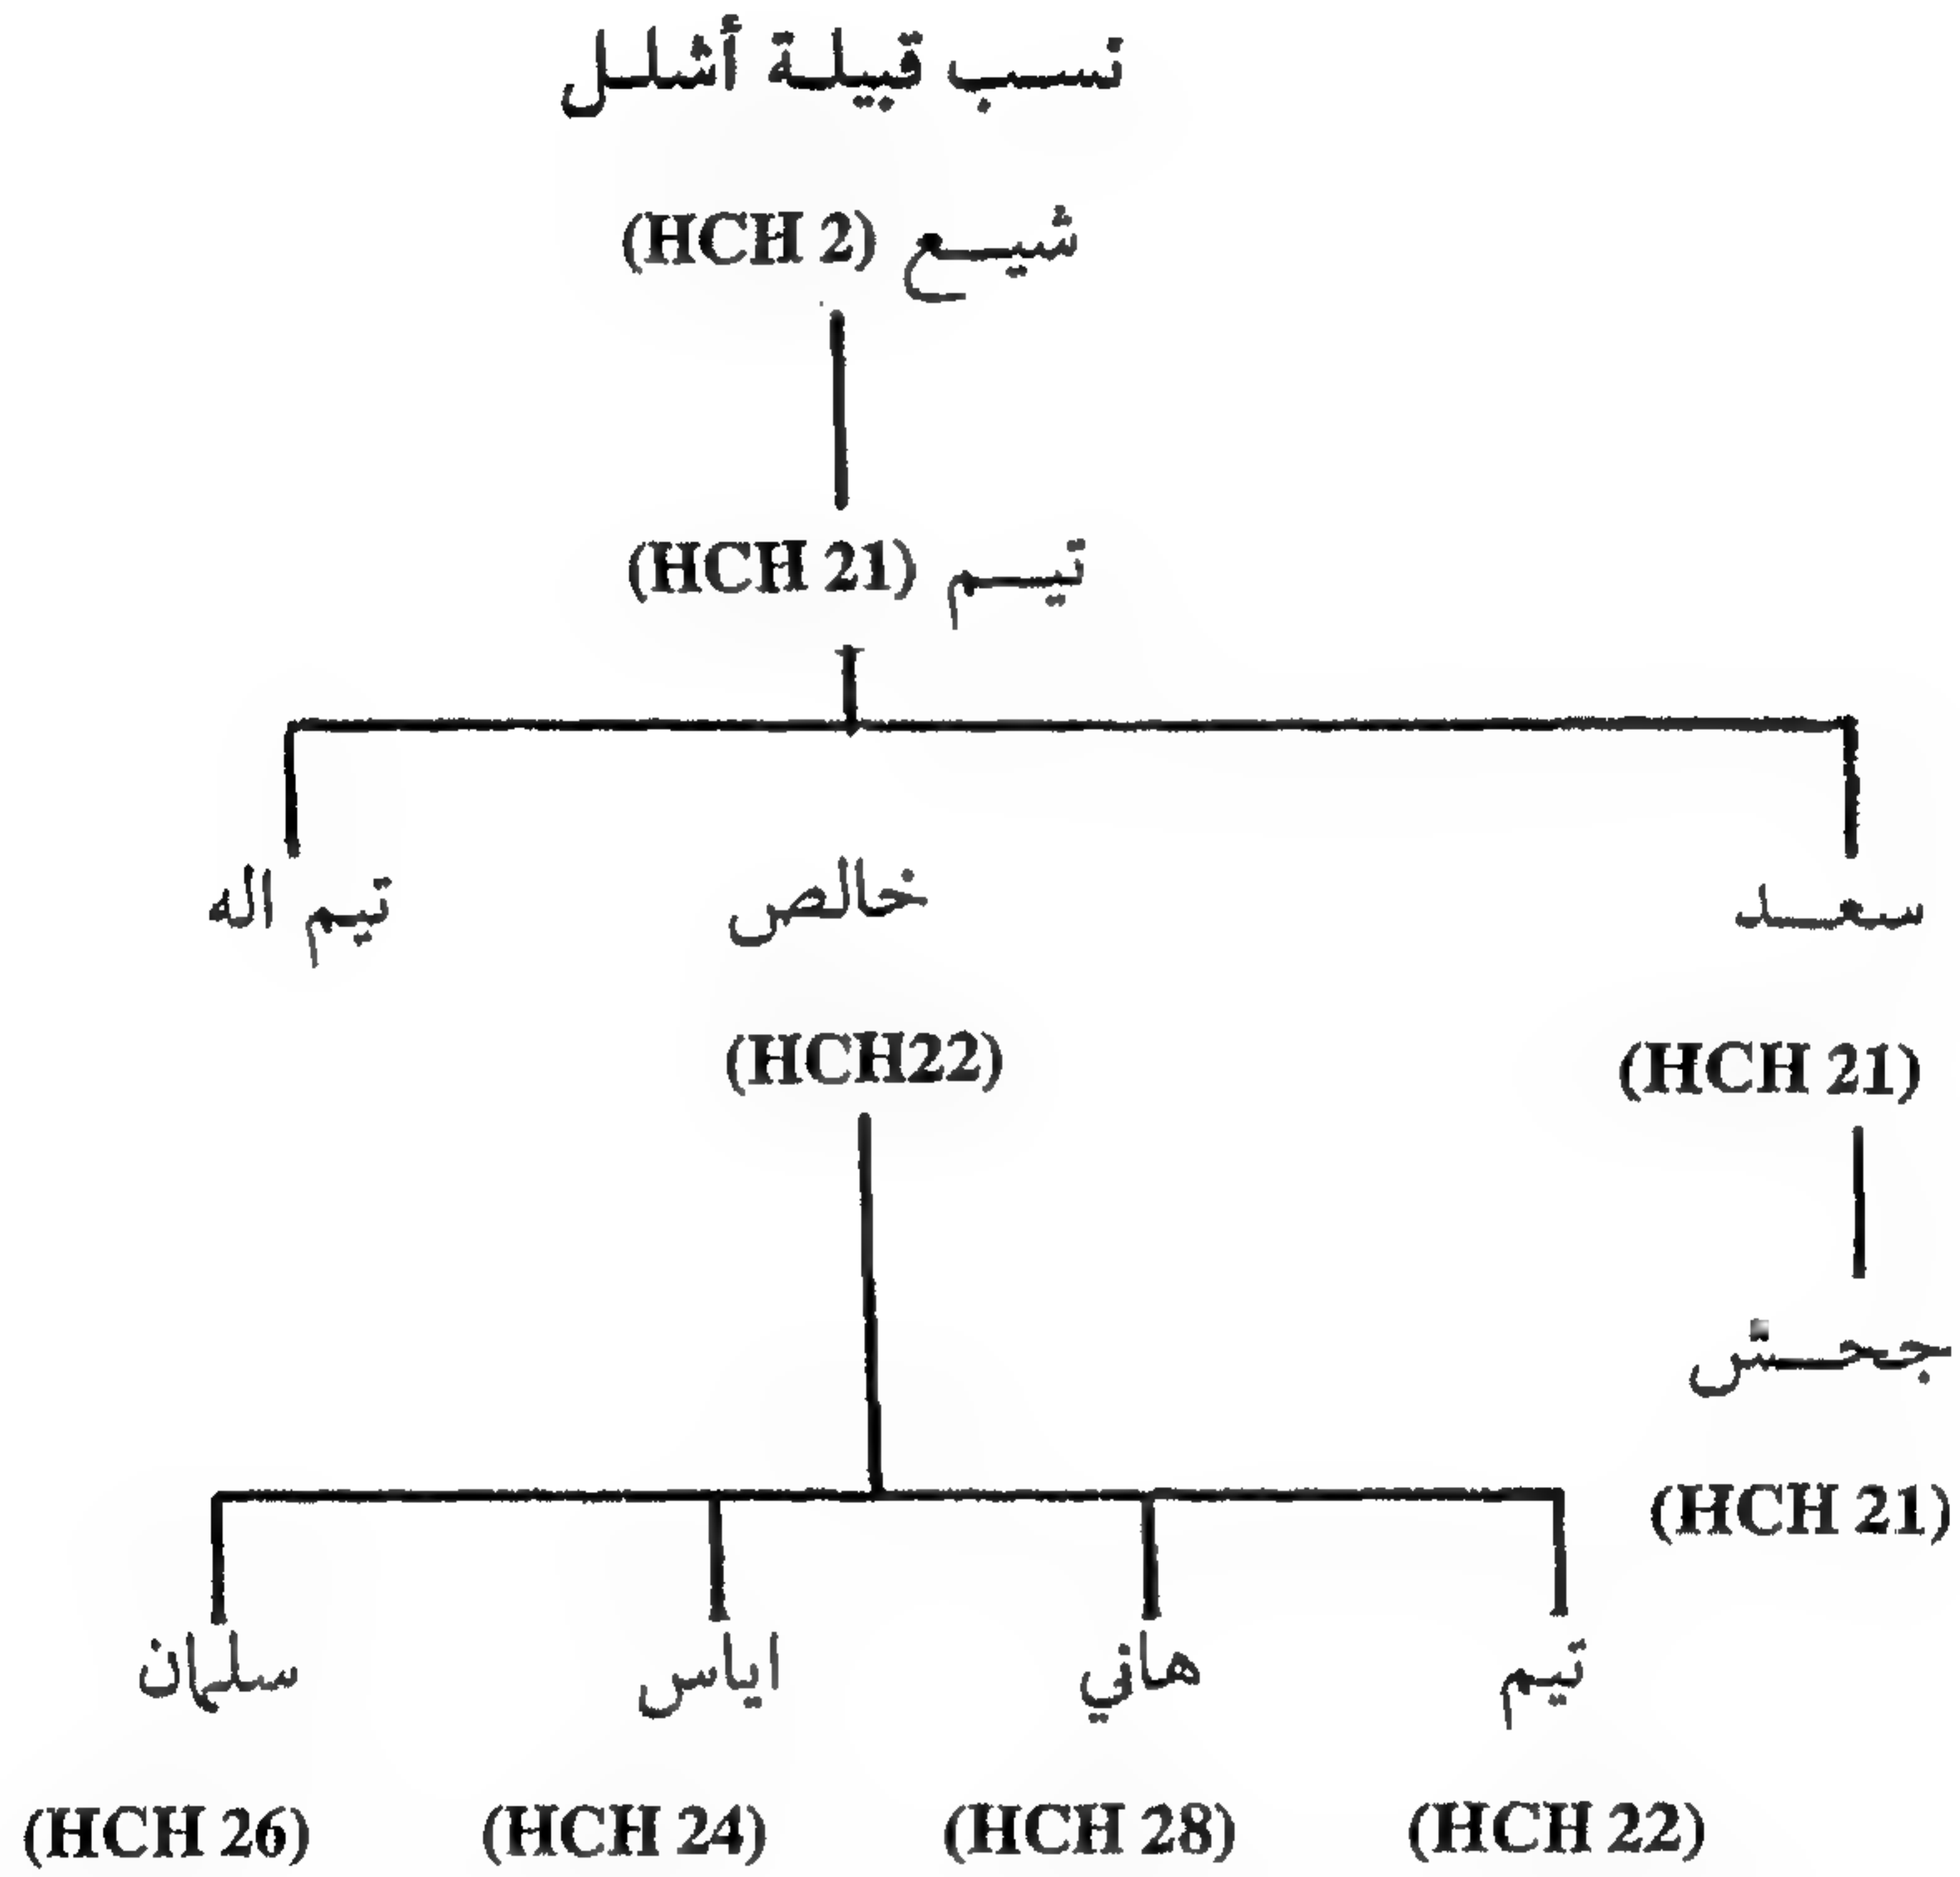 نسب قبيلة أشلل
شيع (HCH 2)
تيم (HCH 21)
سعد خالص تيم اله
(HCH 21) (HCH22)
جحش
(HCH 21)
تيم هاني اياس سلمان
(HCH 22) (HCH 28) (HCH 24) (HCH 26)